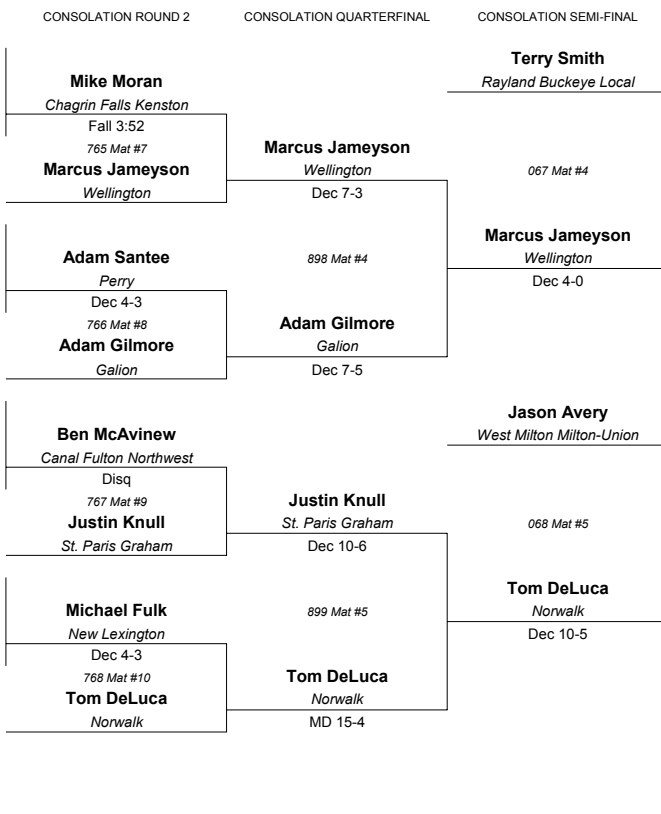 CONSOLATION ROUND 2
CONSOLATION QUARTERFINAL
CONSOLATION SEMI-FINAL
Mike Moran
Chagrin Falls Kenston
Fall 3:52
765 Mat #7
Marcus Jameyson
Wellington
Adam Santee
Perry
Dec 4-3
766 Mat #8
Adam Gilmore
Galion
Ben McAvinew
Canal Fulton Northwest
Disq
767 Mat #9
Justin Knull
St. Paris Graham
Michael Fulk
New Lexington
Dec 4-3
768 Mat #10
Tom DeLuca
Norwalk
Marcus Jameyson
Wellington
Dec 7-3
898 Mat #4
Adam Gilmore
Galion
Dec 7-5
Justin Knull
St. Paris Graham
Dec 10-6
899 Mat #5
Tom DeLuca
Norwalk
MD 15-4
Terry Smith
Rayland Buckeye Local
067 Mat #4
Marcus Jameyson
Wellington
Dec 4-0
Jason Avery
West Milton Milton-Union
068 Mat #5
Tom DeLuca
Norwalk
Dec 10-5